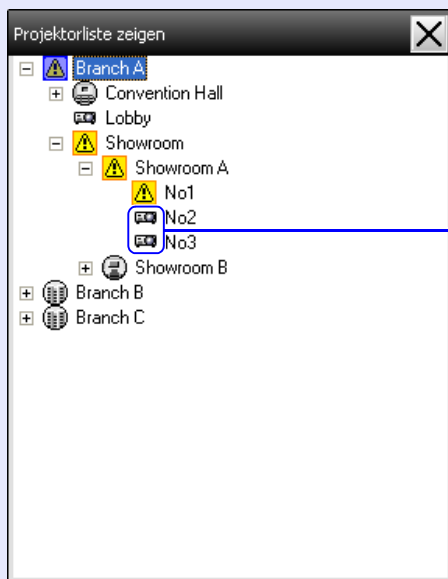 Projektorliste zeigen
Branch A
Convention Hall
Lobby
Showroom
Showroom A
No1
No2
No3
Showroom B
Branch B
Branch C